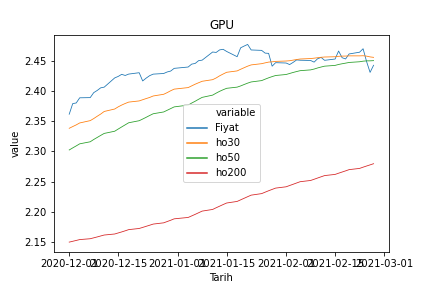 GPU
2.45
2.40
2.35
2.30
2.25
2.20
2.15
value
variable
Fiyat
ho30
ho50
ho200
2020-12-01
2020-12-15
2021-01-01
2021-01-15
2021-02-01
2021-02-15
2021-03-01
Tarih